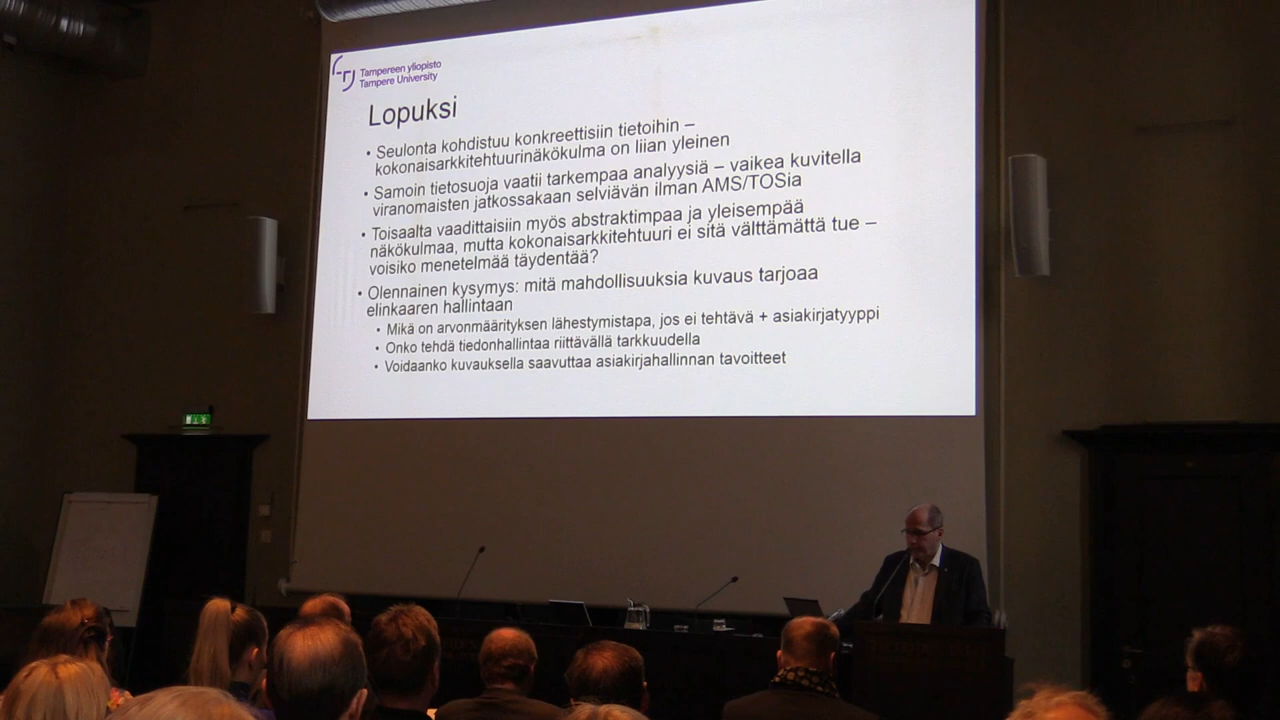 Tampereen yliopisto
Tampere University
Lopuksi
• Seulonta kohdistuu konkreettisiin tietoihin –
kokonaisarkkitehtuurinäkökulma on liian yleinen
• Samoin tietosuoja vaatii tarkempaa analyysiä – vaikea kuvitella
viranomaisten jatkossakaan selviävän ilman AMS/TOSia
• Toisaalta vaadittaisiin myös abstraktimpaa ja yleisempää
näkökulmaa, mutta kokonaisarkkitehtuuri ei sitä välttämättä tue –
voisiko menetelmää täydentää?
• Olennainen kysymys: mitä mahdollisuuksia kuvaus tarjoaa
elinkaaren hallintaan
• Mikä on arvonmäärityksen lähestymistapa, jos ei tehtävä + asiakirjatyyppi
• Onko tehdä tiedonhallintaa riittävällä tarkkuudella
• Voidaanko kuvauksella saavuttaa asiakirjahallinnan tavoitteet